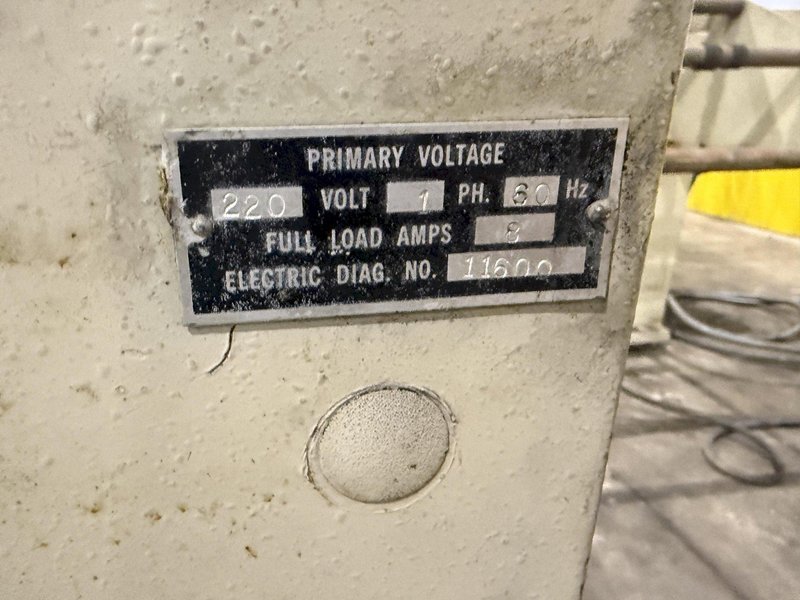 PRIMARY VOLTAGE
220 VOLT 1 PH. 60 Hz
FULL LOAD AMPS 8
ELECTRIC DIAG. NO. 11600